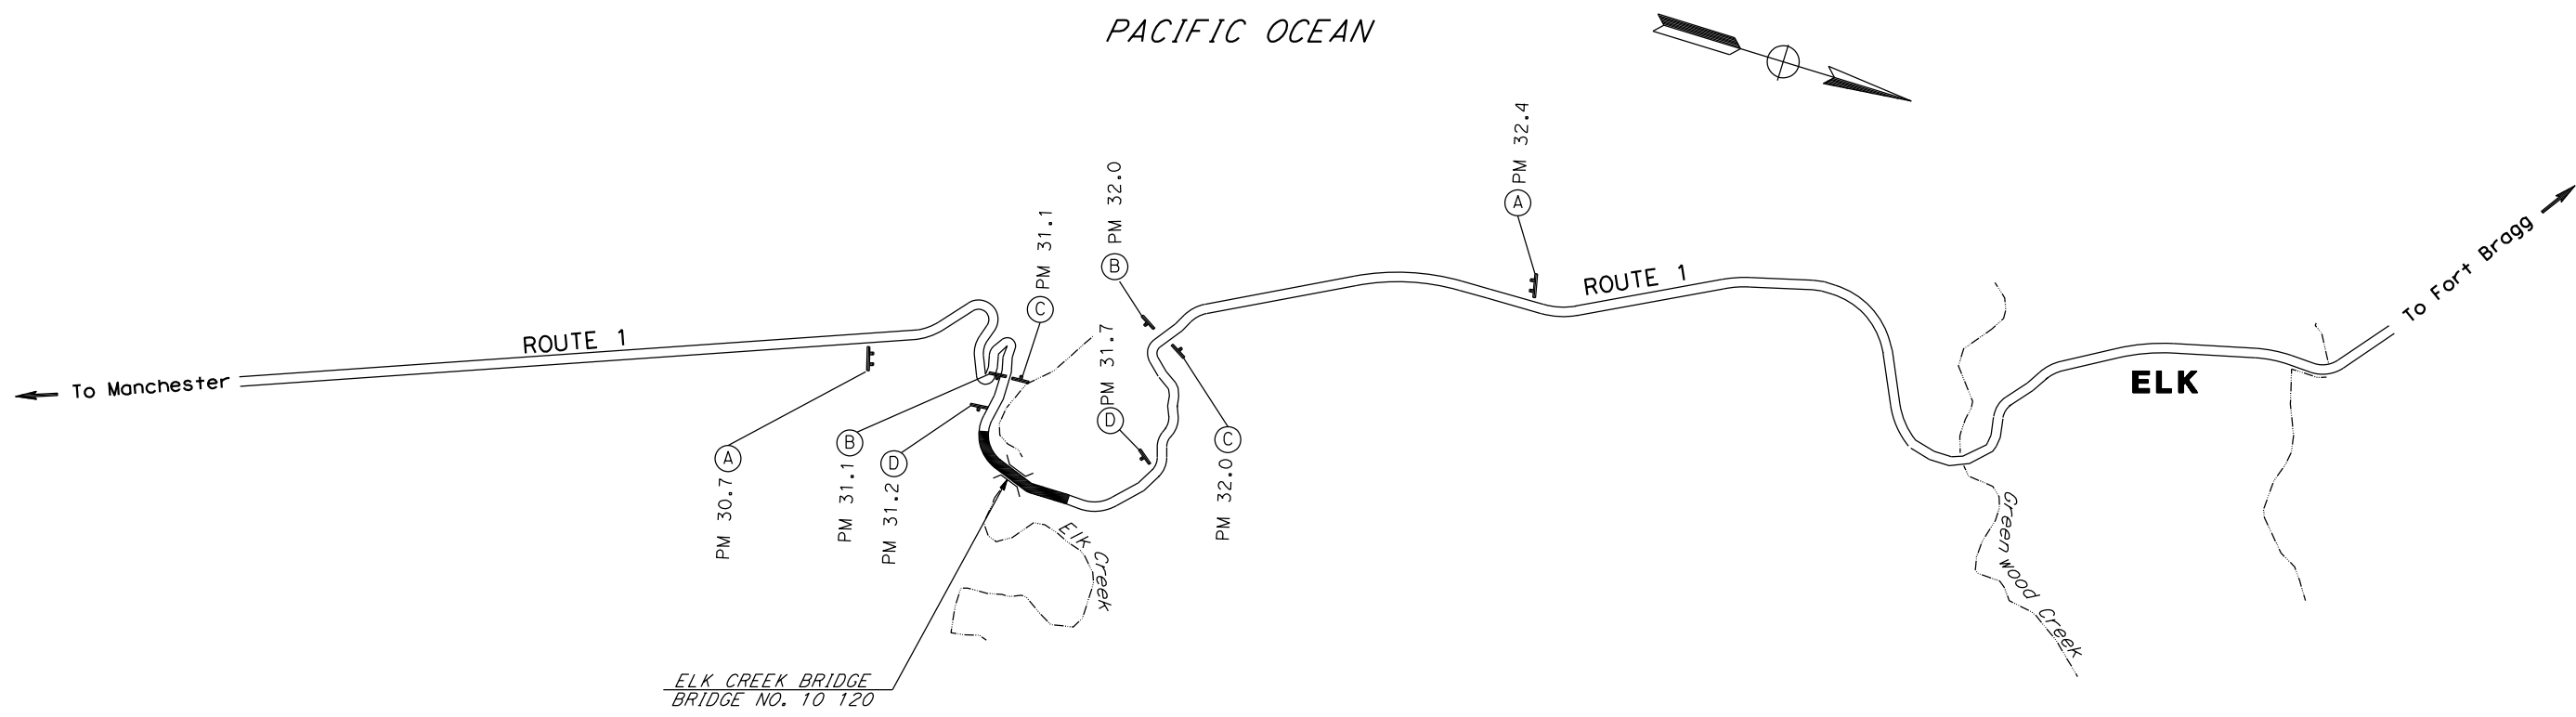 PACIFIC OCEAN
A PM 32.4
B PM 32.0
C PM 31.1
D PM 31.7
ROUTE 1
ROUTE 1
To Fort Bragg
To Manchester
ELK
PM 30.7 A
PM 31.1 B
PM 31.2 D
PM 32.0 C
Elk Creek
Greenwood Creek
ELK CREEK BRIDGE
BRIDGE NO. 10 120